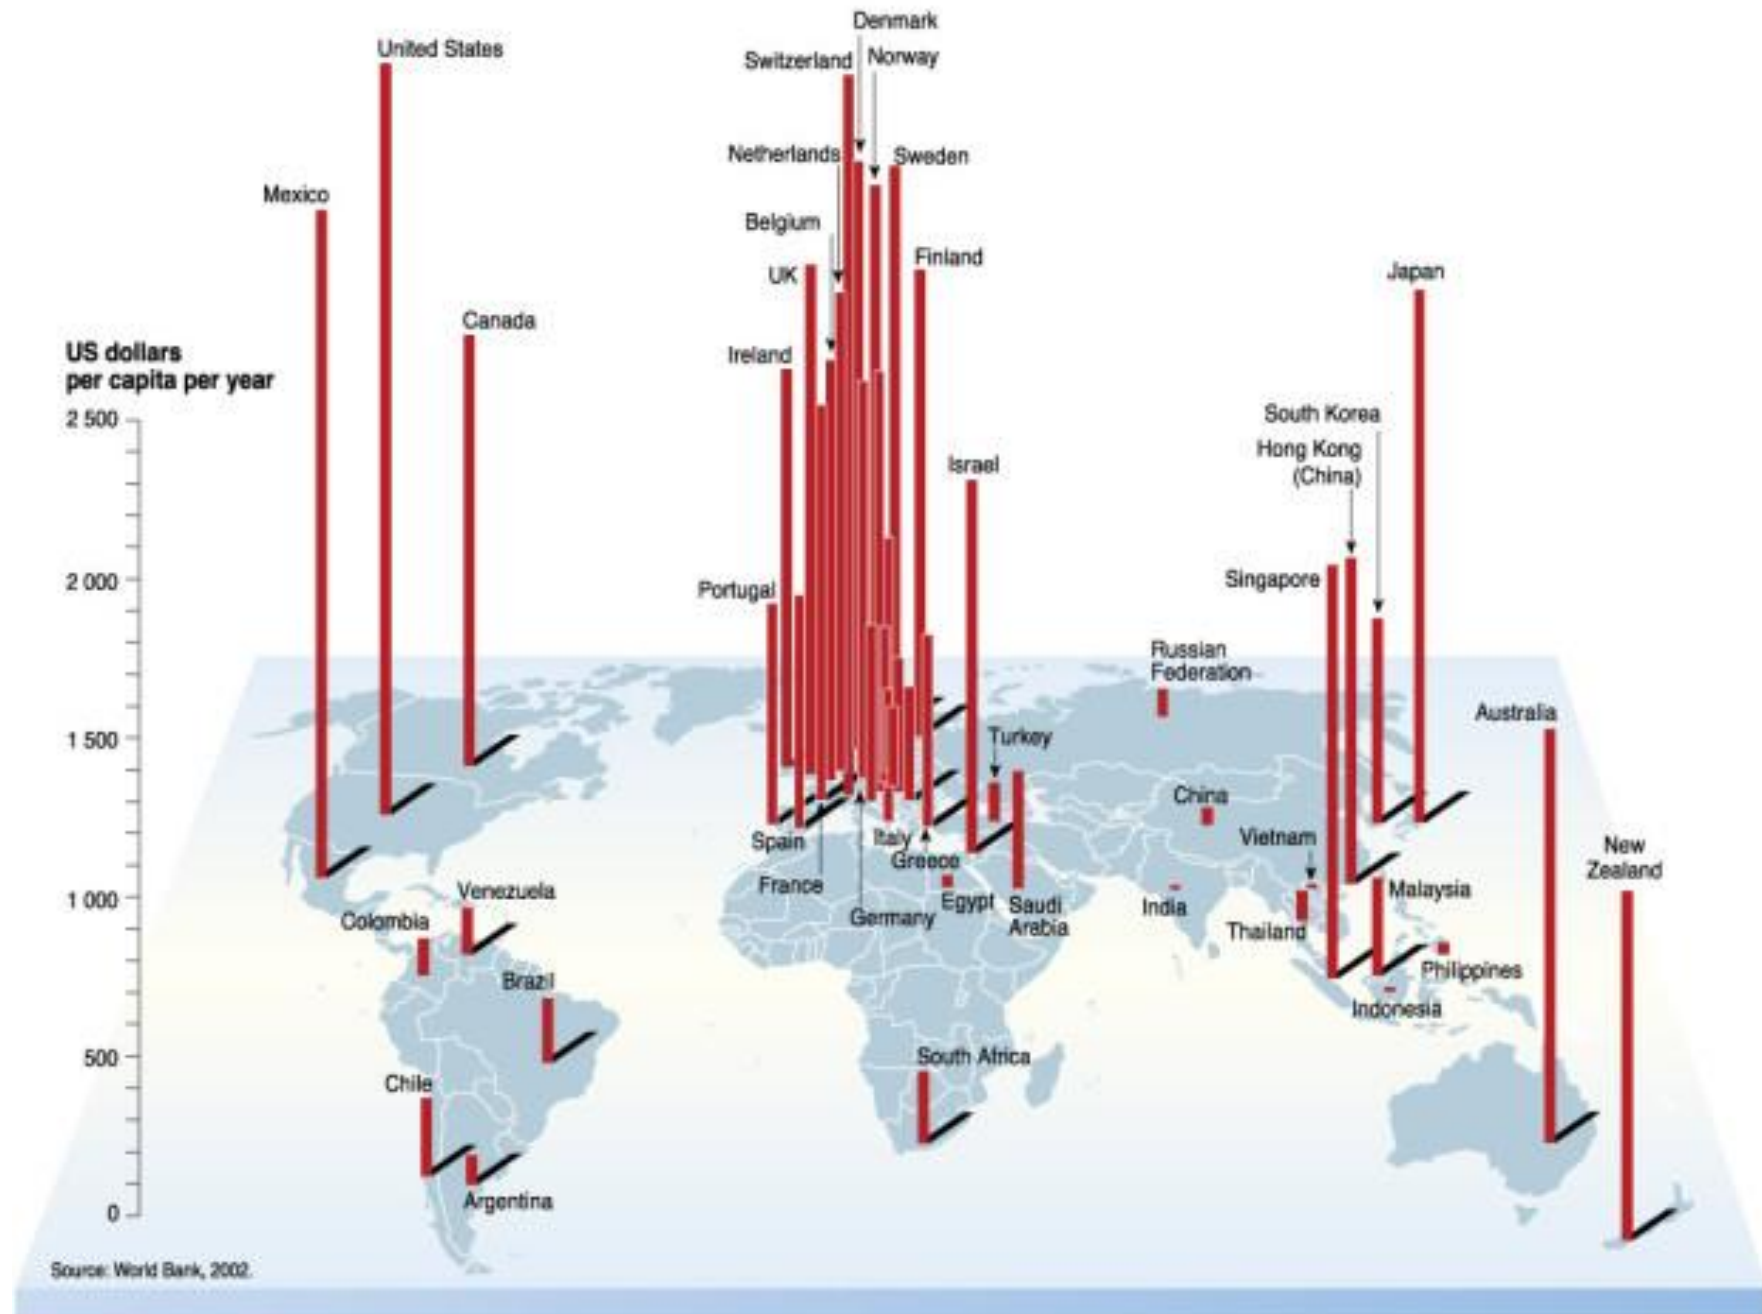 Denmark
United States
Switzerland
Norway
Netherlands
Sweden
Mexico
Belgium
Finland
UK
Japan
Canada
US dollars
per capita per year
Ireland
2 500
South Korea
Hong Kong
(China)
Israel
2 000
Singapore
Portugal
Russian
Federation
Australia
1 500
Turkey
China
Vietnam
Spain
Italy
New
Zealand
Greece
France
Malaysia
Venezuela
1 000
Egypt
Saudi
Arabia
India
Colombia
Germany
Thailand
Philippines
Brazil
Indonesia
500
South Africa
Chile
Argentina
0
Source: World Bank, 2002.